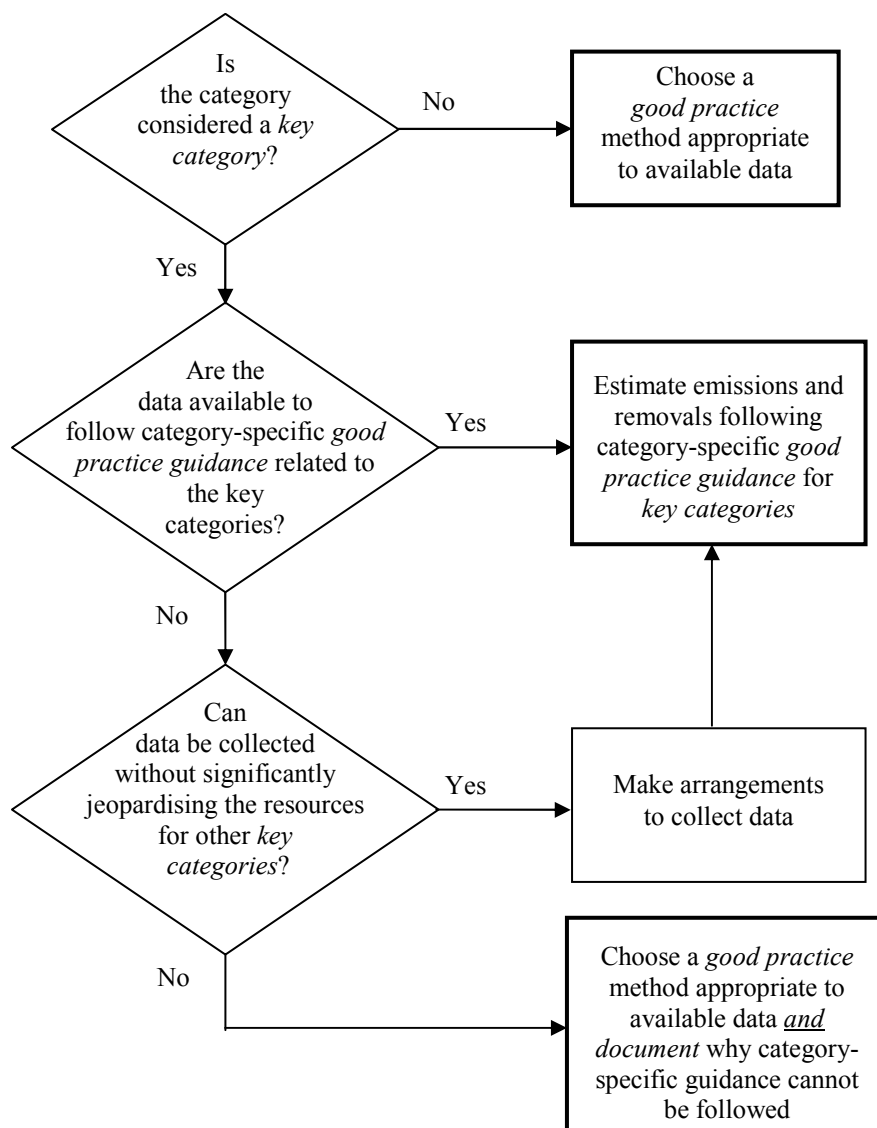 Is
the category
considered a key
category?
No
Choose a
good practice
method appropriate
to available data
Yes
Are the
data available to
follow category-specific good
practice guidance related to
the key
categories?
Yes
Estimate emissions and
removals following
category-specific good
practice guidance for
key categories
No
Can
data be collected
without significantly
jeopardising the resources
for other key
categories?
Yes
Make arrangements
to collect data
No
Choose a good practice
method appropriate to
available data and
document why category-
specific guidance cannot
be followed